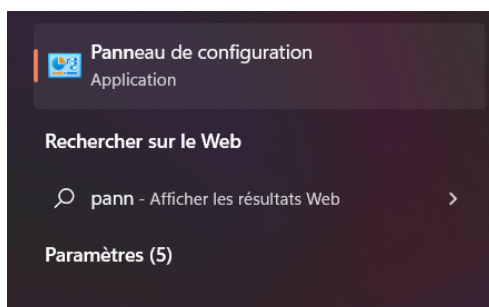 Panneau de configuration
Application
Rechercher sur le Web
pann - Afficher les résultats Web
Paramètres (5)